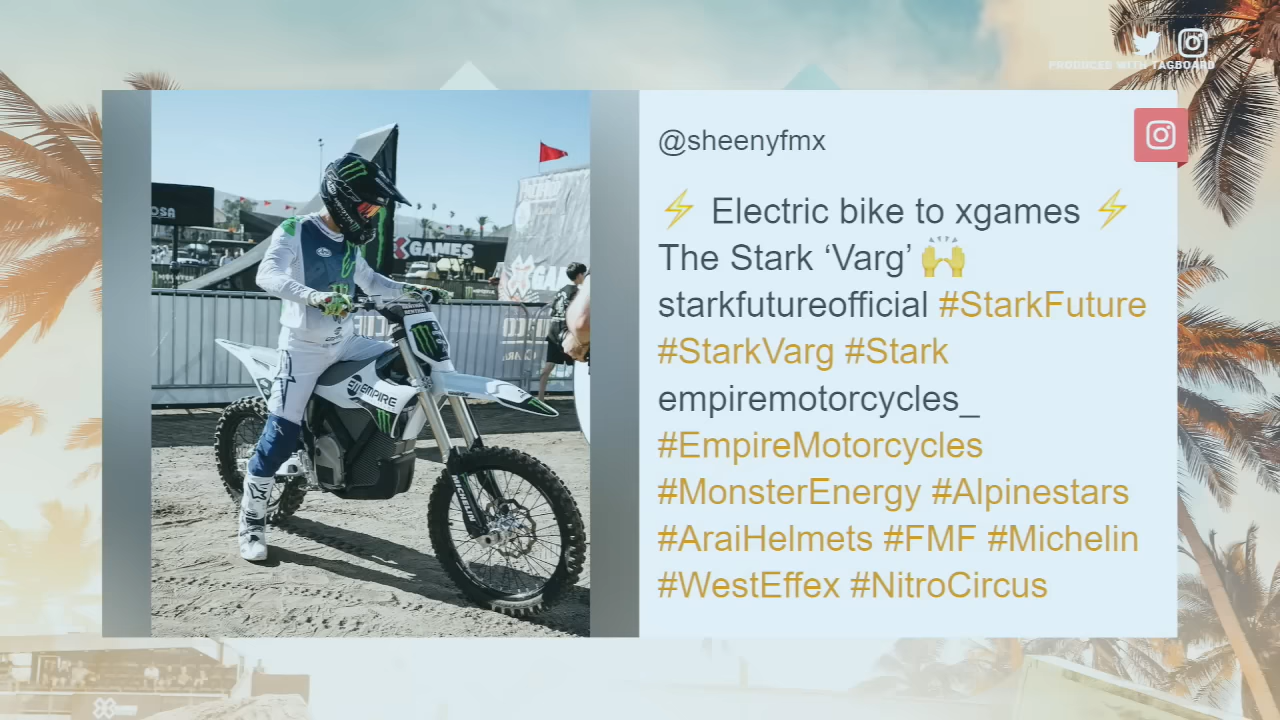 PRODUCED WITH TAGBOARD
@sheenyfmx
⚡ Electric bike to xgames ⚡
The Stark ‘Varg’ 🙌
starkfutureofficial #StarkFuture
#StarkVarg #Stark
empiremotorcycles_
#EmpireMotorcycles
#MonsterEnergy #Alpinestars
#AraiHelmets #FMF #Michelin
#WestEffex #NitroCircus
X GAMES
EMPIRE
MICHELIN